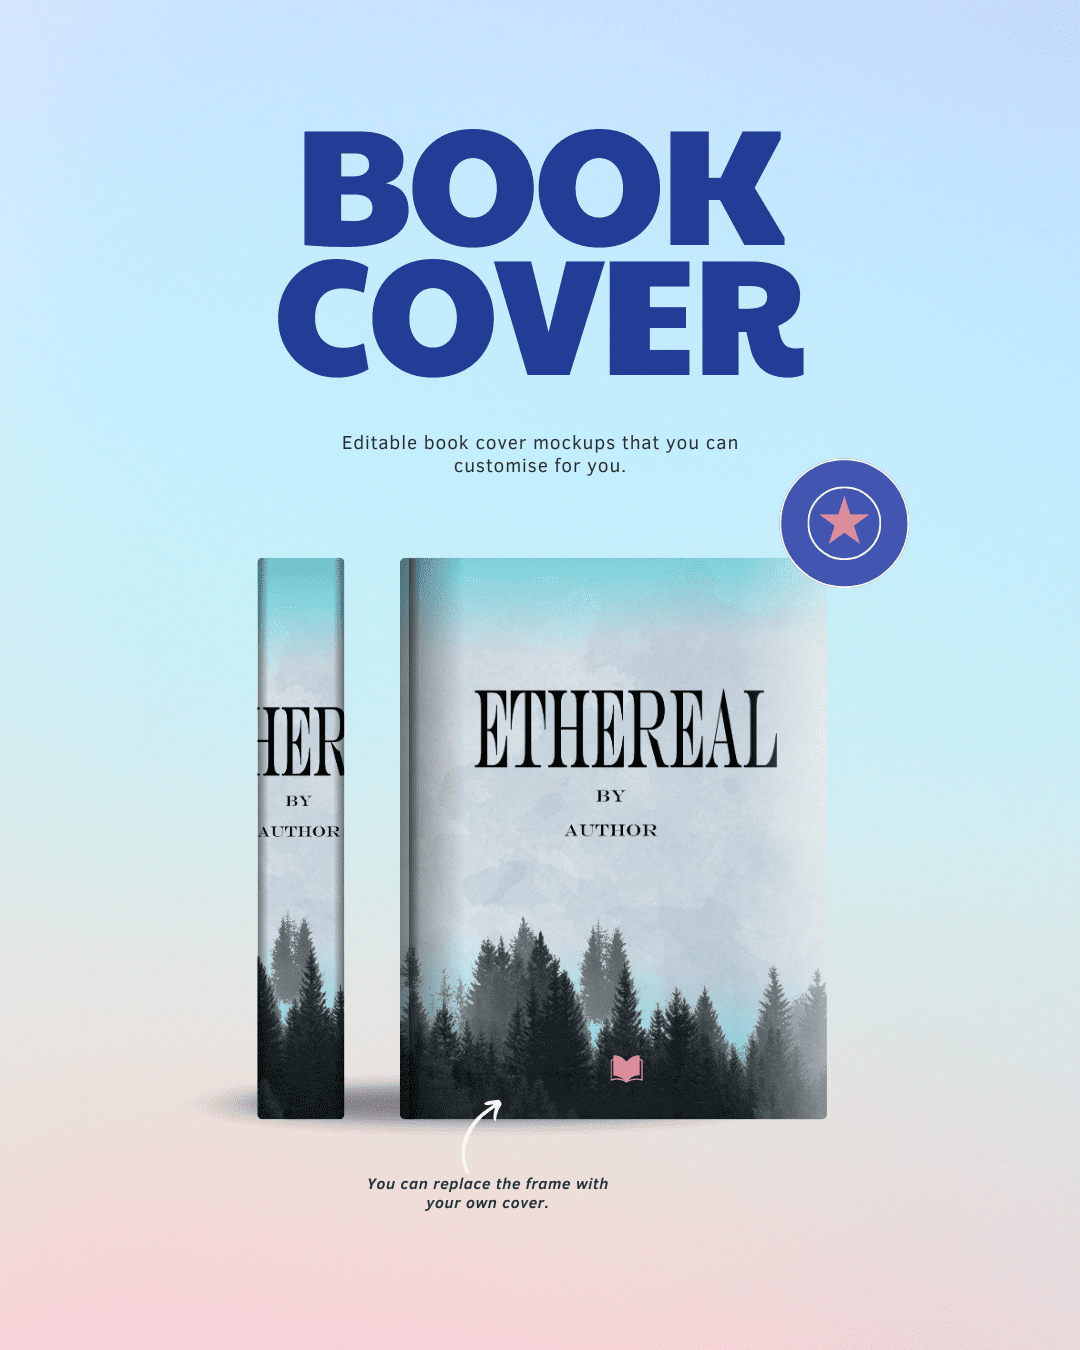 BOOK
COVER
Editable book cover mockups that you can
customise for you.
HER
BY
AUTHOR
ETHEREAL
BY
AUTHOR
You can replace the frame with
your own cover.